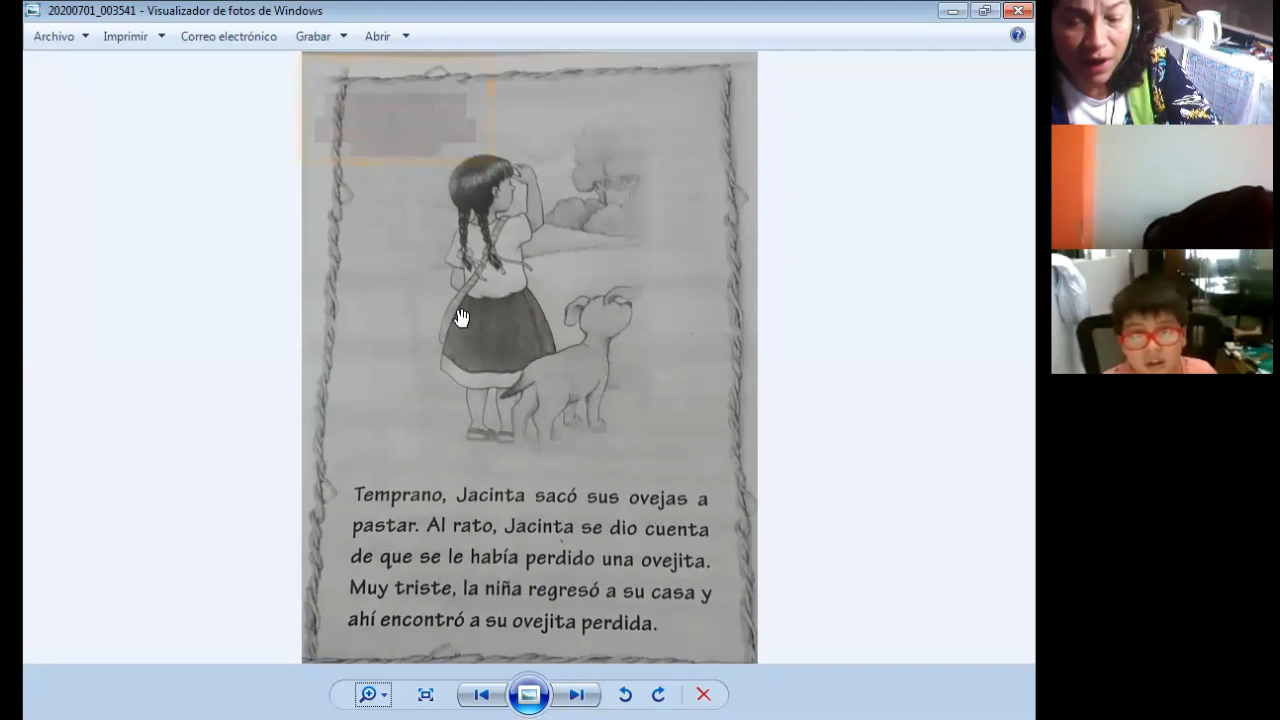 20200701_003541 - Visualizador de fotos de Windows
Archivo Imprimir Correo electrónico Grabar Abrir
Temprano, Jacinta sacó sus ovejas a
pastar. Al rato, Jacinta se dio cuenta
de que se le había perdido una ovejita.
Muy triste, la niña regresó a su casa y
ahí encontró a su ovejita perdida.